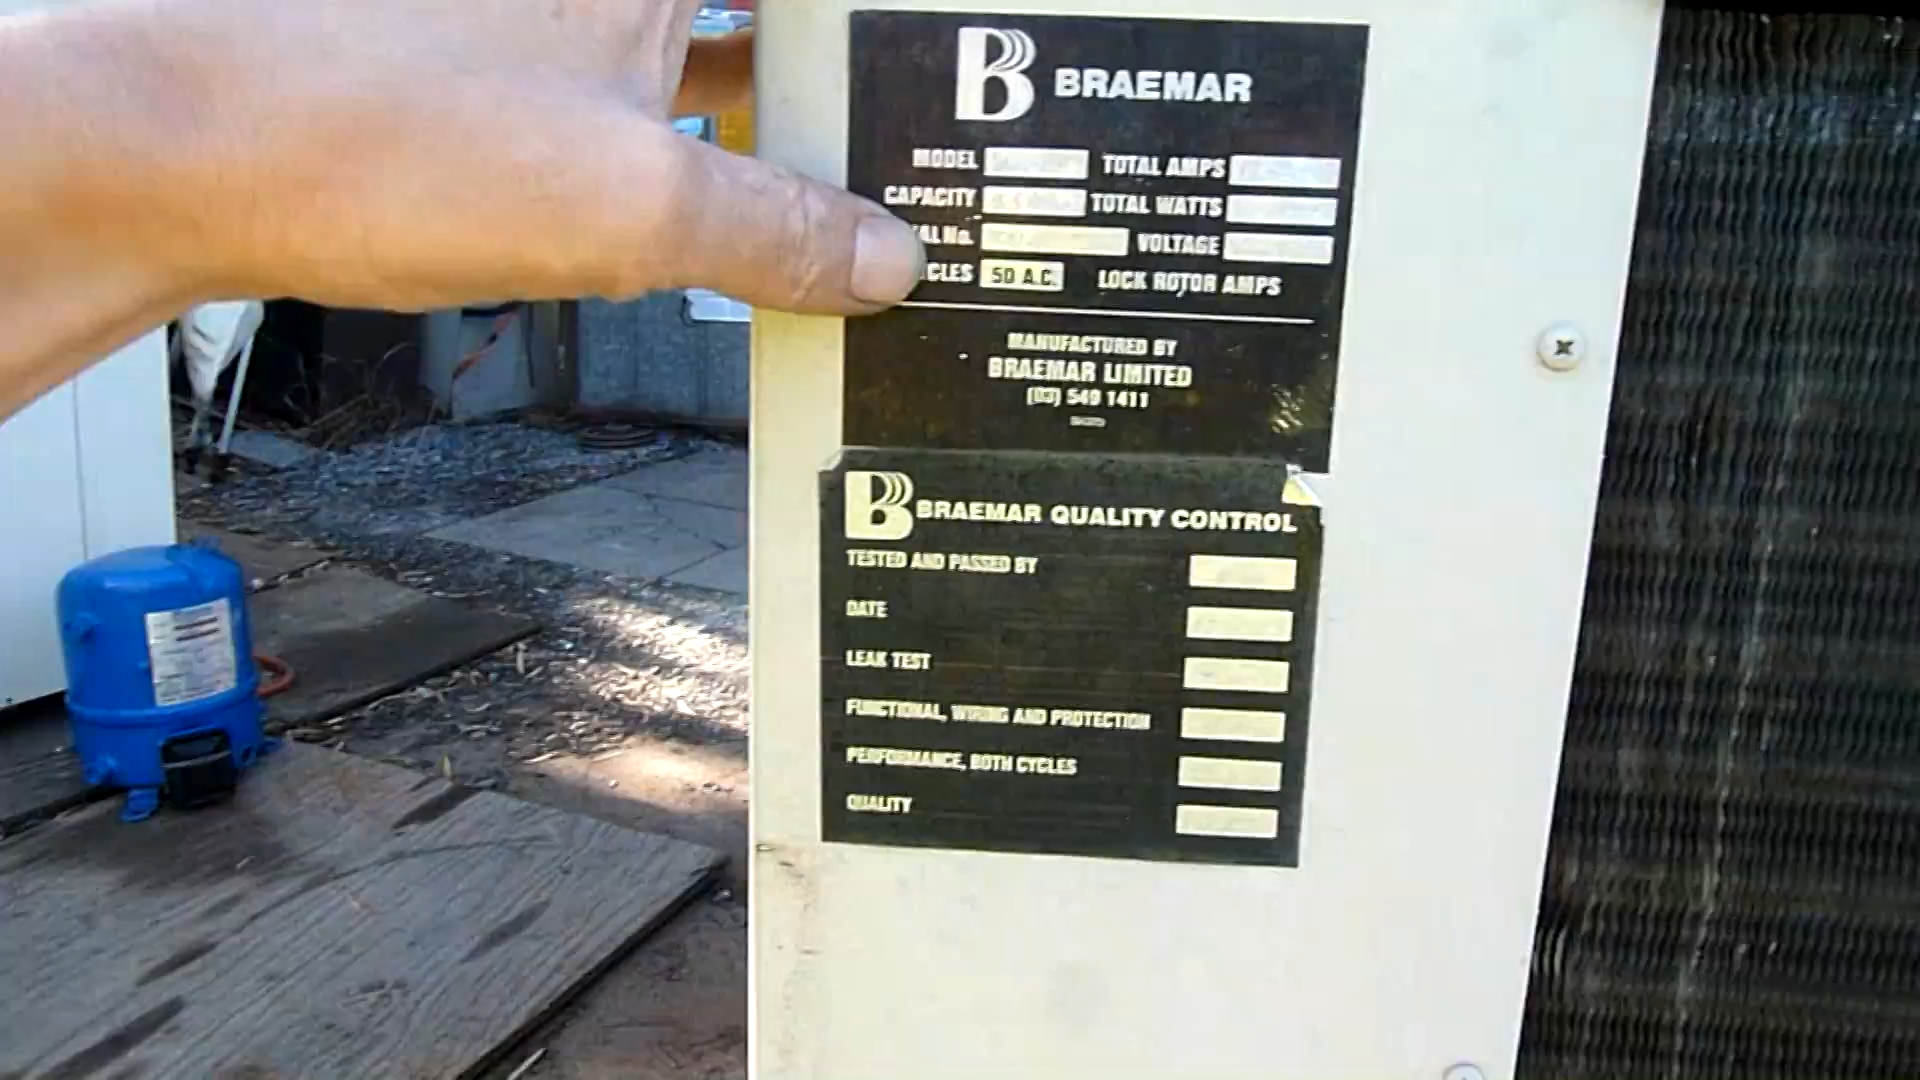 B BRAEMAR
MODEL TOTAL AMPS
CAPACITY TOTAL WATTS
No. VOLTAGE
50 A.C. LOCK ROTOR AMPS
MANUFACTURED BY
BRAEMAR LIMITED
(03) 549 1411
B BRAEMAR QUALITY CONTROL
TESTED AND PASSED BY
DATE
LEAK TEST
FUNCTIONAL, WIRING AND PROTECTION
PERFORMANCE, BOTH CYCLES
QUALITY